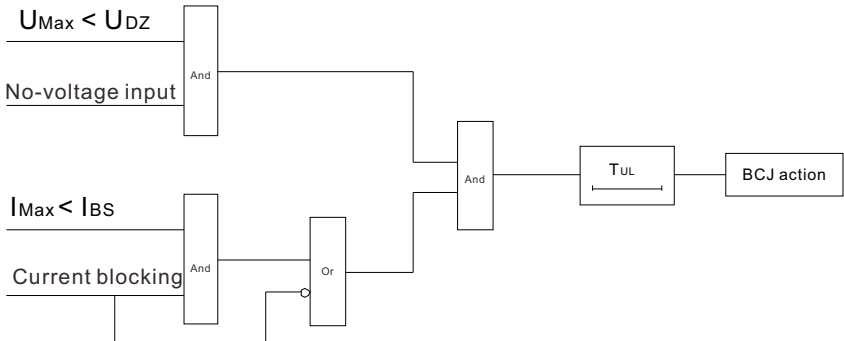 UMax < UDZ
And
No-voltage input
And
TUL
BCJ action
IMax < IBS
Current blocking
And
Or